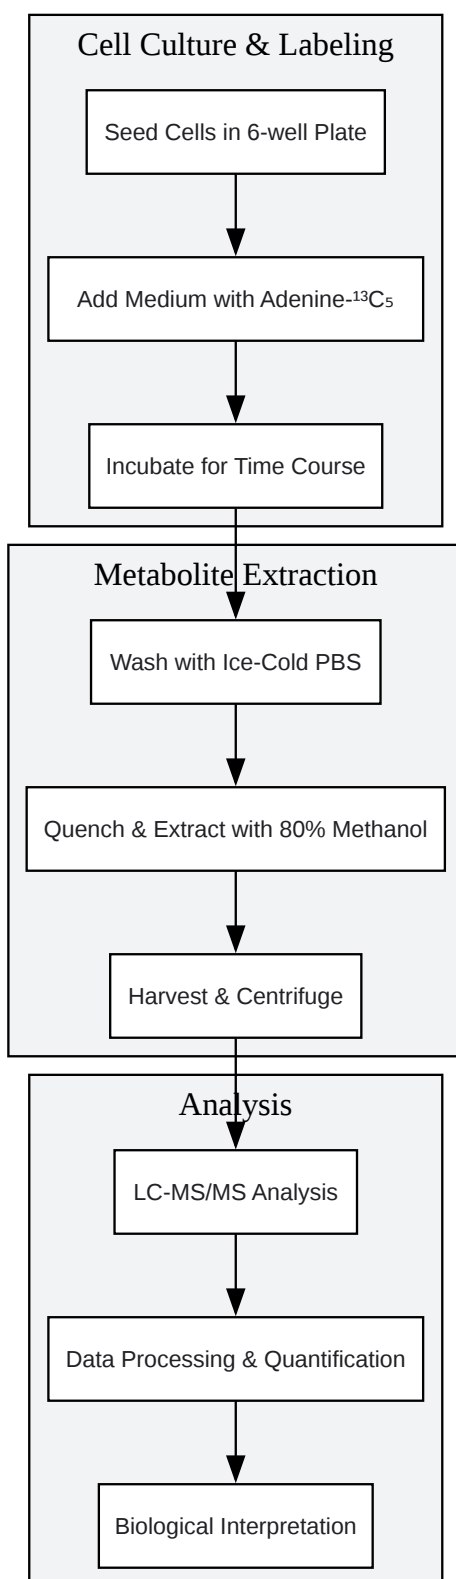 Cell Culture & Labeling
Seed Cells in 6-well Plate
Add Medium with Adenine-¹³C₅
Incubate for Time Course
Metabolite Extraction
Wash with Ice-Cold PBS
Quench & Extract with 80% Methanol
Harvest & Centrifuge
Analysis
LC-MS/MS Analysis
Data Processing & Quantification
Biological Interpretation